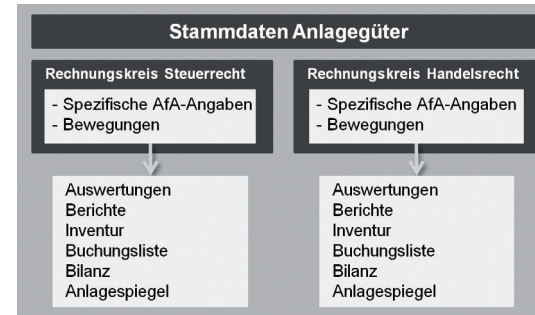 Stammdaten Anlagegüter
Rechnungskreis Steuerrecht
- Spezifische AfA-Angaben
- Bewegungen
Auswertungen
Berichte
Inventur
Buchungsliste
Bilanz
Anlagespiegel
Rechnungskreis Handelsrecht
- Spezifische AfA-Angaben
- Bewegungen
Auswertungen
Berichte
Inventur
Buchungsliste
Bilanz
Anlagespiegel